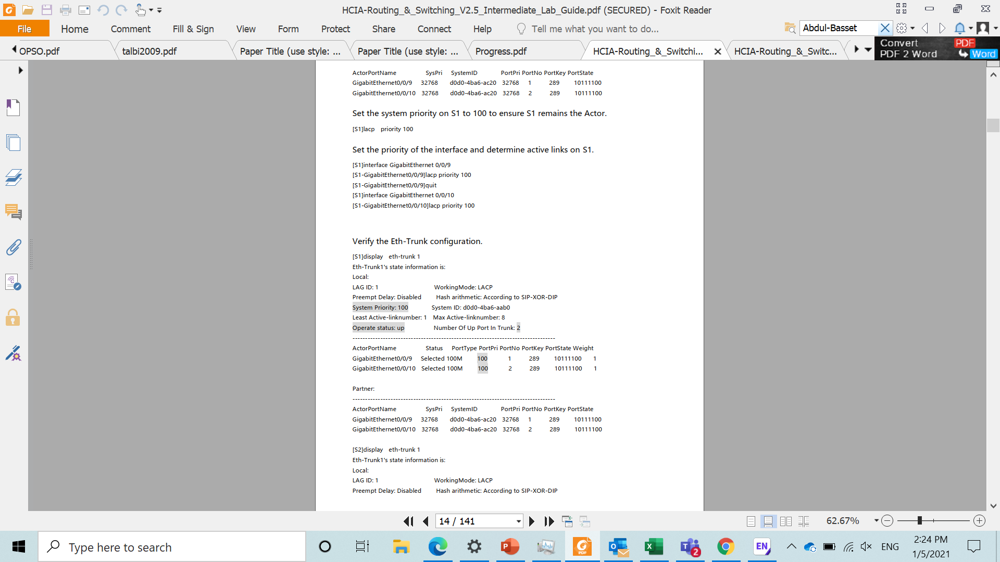 HCIA-Routing_&_Switching_V2.5_Intermediate_Lab_Guide.pdf (SECURED) - Foxit Reader
File Home Comment Fill & Sign View Form Protect Share Connect Help Tell me what you want to do... Abdul-Basset
OPSO.pdf talbi2009.pdf Paper Title (use style: ... Paper Title (use style: ... Progress.pdf HCIA-Routing_&_Switchi... HCIA-Routing_&_Switc...
Convert PDF
PDF 2 Word Word
ActorPortName SysPri SystemID PortPri PortNo PortKey PortState
GigabitEthernet0/0/9 32768 d0d0-4ba6-ac20 32768 1 289 10111100
GigabitEthernet0/0/10 32768 d0d0-4ba6-ac20 32768 2 289 10111100
Set the system priority on S1 to 100 to ensure S1 remains the Actor.
[S1]lacp priority 100
Set the priority of the interface and determine active links on S1.
[S1]interface GigabitEthernet 0/0/9
[S1-GigabitEthernet0/0/9]lacp priority 100
[S1-GigabitEthernet0/0/9]quit
[S1]interface GigabitEthernet 0/0/10
[S1-GigabitEthernet0/0/10]lacp priority 100
Verify the Eth-Trunk configuration.
[S1]display eth-trunk 1
Eth-Trunk1's state information is:
Local:
LAG ID: 1 WorkingMode: LACP
Preempt Delay: Disabled Hash arithmetic: According to SIP-XOR-DIP
System Priority: 100 System ID: d0d0-4ba6-aab0
Least Active-linknumber: 1 Max Active-linknumber: 8
Operate status: up Number Of Up Port In Trunk: 2
--------------------------------------------------------------------------------
ActorPortName Status PortType PortPri PortNo PortKey PortState Weight
GigabitEthernet0/0/9 Selected 100M 100 1 289 10111100 1
GigabitEthernet0/0/10 Selected 100M 100 2 289 10111100 1
Partner:
--------------------------------------------------------------------------------
ActorPortName SysPri SystemID PortPri PortNo PortKey PortState
GigabitEthernet0/0/9 32768 d0d0-4ba6-ac20 32768 1 289 10111100
GigabitEthernet0/0/10 32768 d0d0-4ba6-ac20 32768 2 289 10111100
[S2]display eth-trunk 1
Eth-Trunk1's state information is:
Local:
LAG ID: 1 WorkingMode: LACP
Preempt Delay: Disabled Hash arithmetic: According to SIP-XOR-DIP
14 / 141 62.67%
Type here to search PDF EN 2 ENG 2:24 PM
1/5/2021